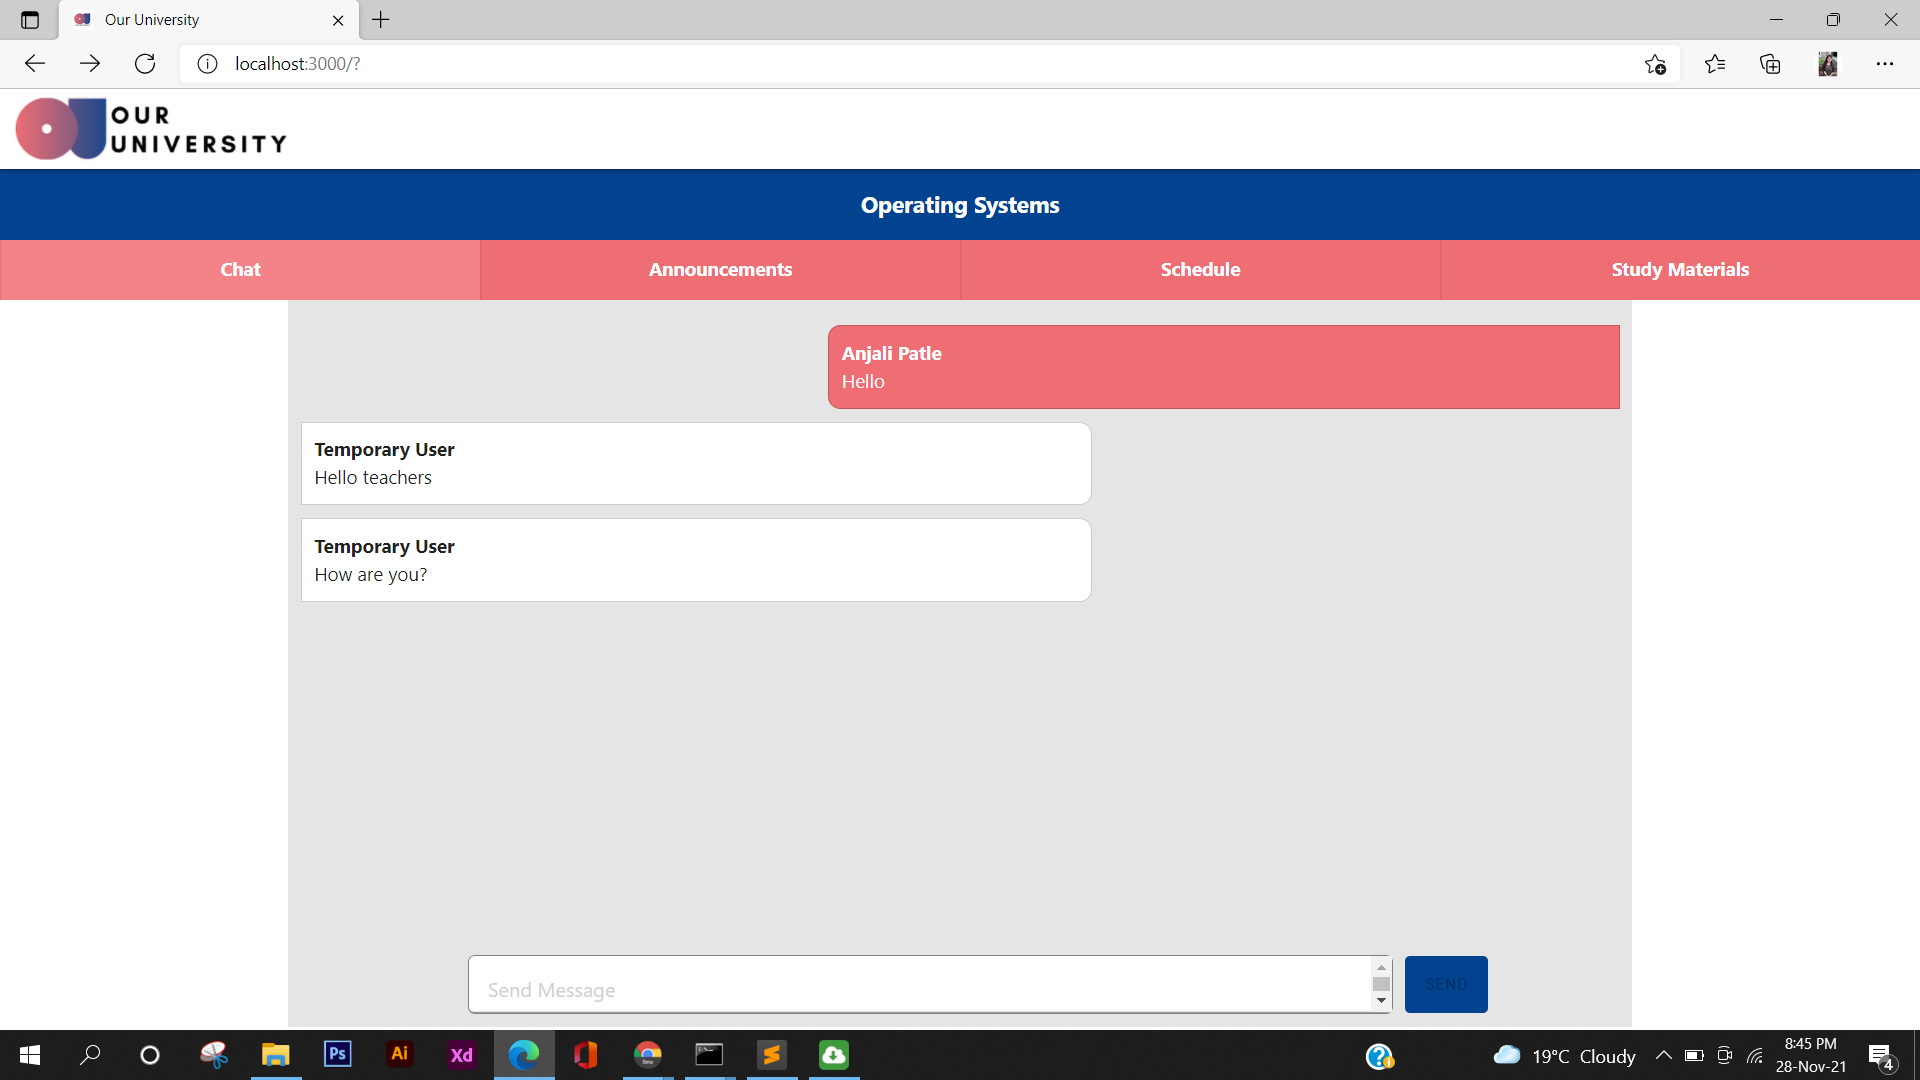 Our University
localhost:3000/?
OUR
UNIVERSITY
Operating Systems
Chat
Announcements
Schedule
Study Materials
Anjali Patle
Hello
Temporary User
Hello teachers
Temporary User
How are you?
Send Message
SEND
Ps
Ai
Xd
19°C Cloudy
8:45 PM
28-Nov-21
4